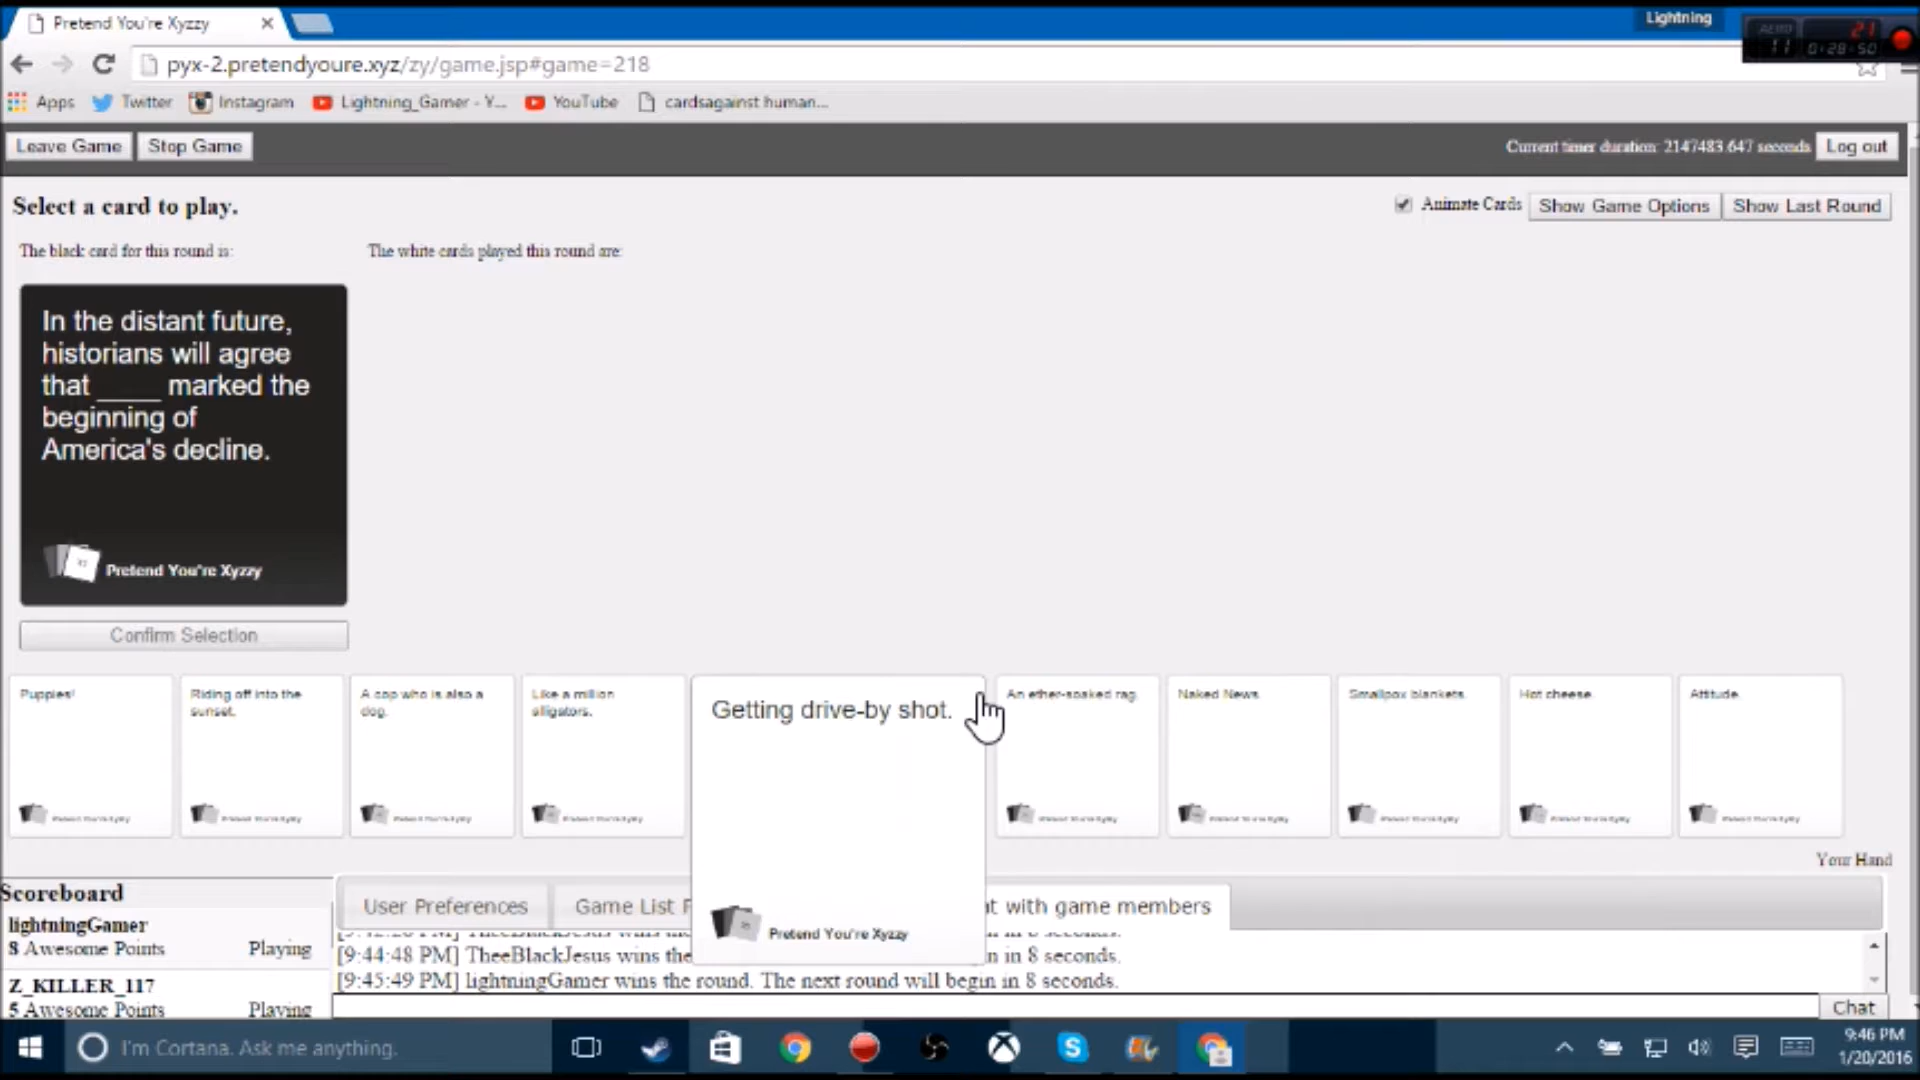 Pretend You're Xyzzy
Lightning
pyx-2.pretendyoure.xyz/zy/game.jsp#game=218
Apps Twitter Instagram Lightning_Gamer - Y... YouTube cardsagainst human...
Leave Game Stop Game
Current timer duration: 2147483.647 seconds Log out
Select a card to play.
Animate Cards Show Game Options Show Last Round
The black card for this round is:
The white cards played this round are:
In the distant future,
historians will agree
that ____ marked the
beginning of
America's decline.
Pretend You're Xyzzy
Confirm Selection
Puppies!
Riding off into the
sunset.
A cop who is also a
dog.
Like a million
alligators.
Getting drive-by shot.
Pretend You're Xyzzy
An ether-soaked rag.
Naked News.
Smallpox blankets.
Hot cheese.
Attitude.
Your Hand
Scoreboard
lightningGamer
8 Awesome Points Playing
Z_KILLER_117
5 Awesome Points Playing
User Preferences
Game List F
t with game members
[9:44:48 PM] TheeBlackJesus wins the
n in 8 seconds.
[9:45:49 PM] lightningGamer wins the round. The next round will begin in 8 seconds.
Chat
I'm Cortana. Ask me anything.
9:46 PM
1/20/2016